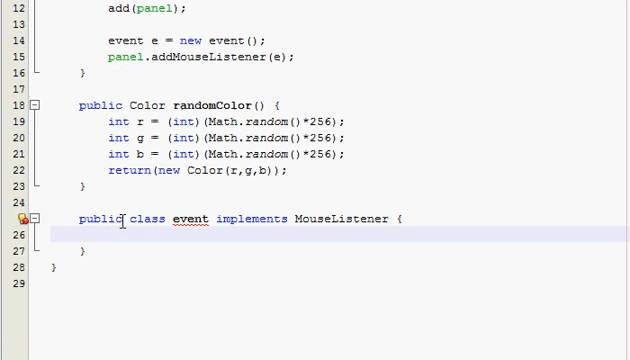 12 add(panel);
13
14 event e = new event();
15 panel.addMouseListener(e);
16 }
17
18 public Color randomColor() {
19 int r = (int)(Math.random()*256);
20 int g = (int)(Math.random()*256);
21 int b = (int)(Math.random()*256);
22 return(new Color(r,g,b));
23 }
24
25 public class event implements MouseListener {
26
27 }
28 }
29